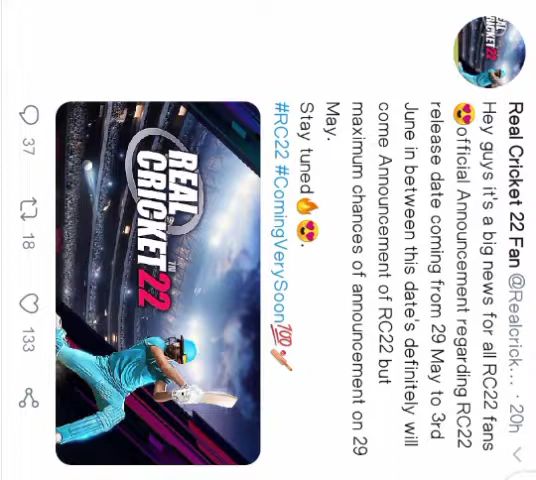 Real Cricket 22 Fan @Realcrick... · 20h
Hey guys it's a big news for all RC22 fans
😍official Announcement regarding RC22
release date coming from 29 May to 3rd
June in between this date's definitely will
come Announcement of RC22 but
maximum chances of announcement on 29
May.
Stay tuned🔥😍.
#RC22 #ComingVerySoon💯🏏
REAL
CRICKET 22
TM
37 18 133